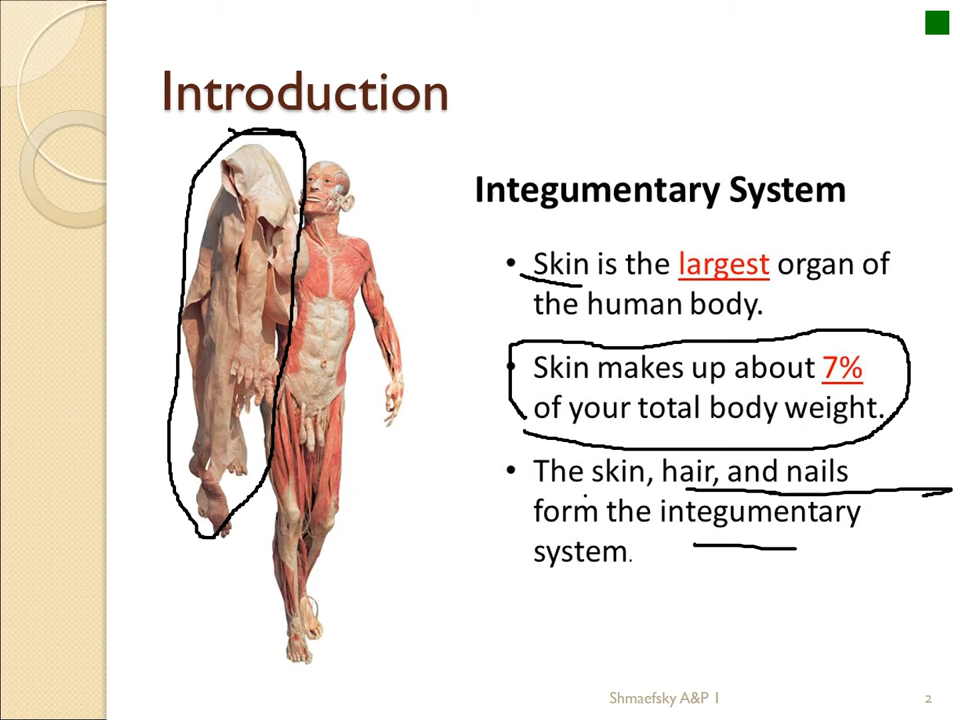 Introduction
Integumentary System
• Skin is the largest organ of
the human body.
• Skin makes up about 7%
of your total body weight.
• The skin, hair, and nails
form the integumentary
system.
Shmaefsky A&P 1
2